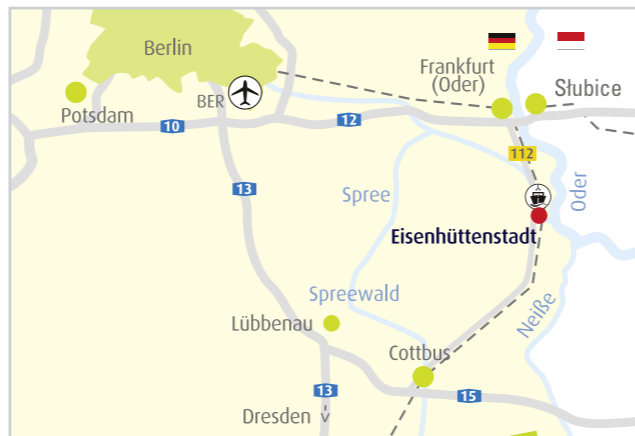 Berlin
Frankfurt
(Oder)
Słubice
Potsdam
BER
10
12
112
13
Spree
Oder
Eisenhüttenstadt
Spreewald
Lübbenau
Neiße
Cottbus
13
15
Dresden